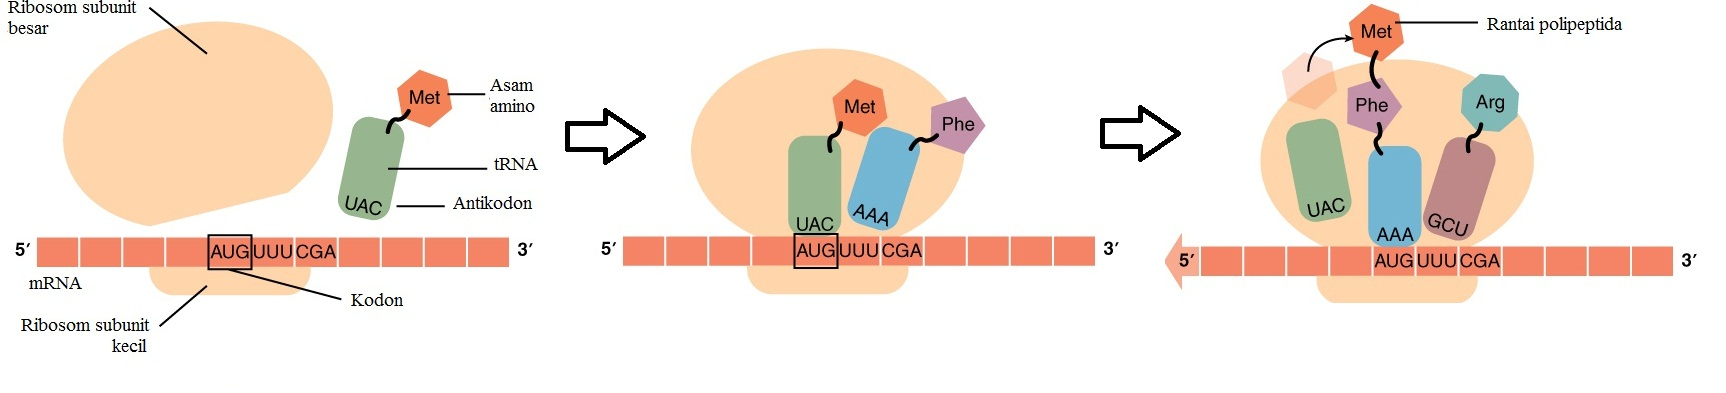 Ribosom subunit
besar
Met
Asam
amino
tRNA
UAC
Antikodon
5′
AUG UUU CGA
3′
mRNA
Kodon
Ribosom subunit
kecil
Met
Phe
UAC
AAA
5′
AUG UUU CGA
3′
Met
Rantai polipeptida
Phe
Arg
UAC
AAA
GCU
5′
AUG UUU CGA
3′